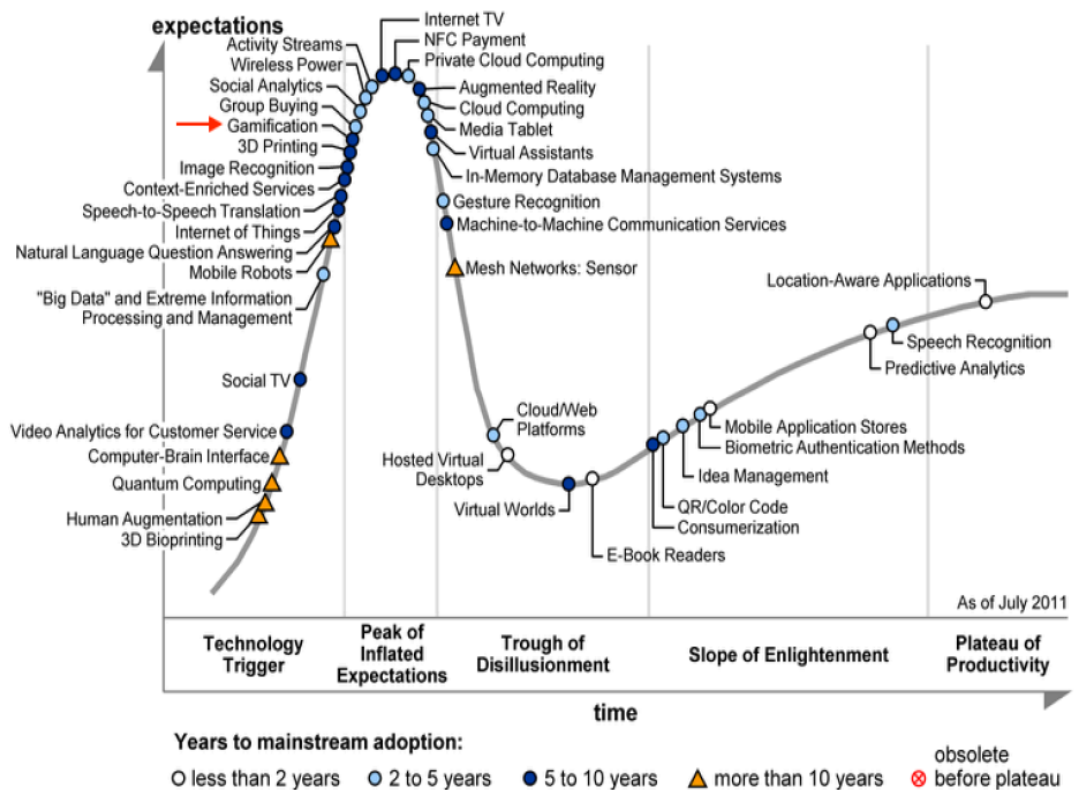 expectations
Internet TV
NFC Payment
Activity Streams
Private Cloud Computing
Wireless Power
Social Analytics
Augmented Reality
Group Buying
Cloud Computing
Gamification
Media Tablet
3D Printing
Virtual Assistants
Image Recognition
In-Memory Database Management Systems
Context-Enriched Services
Gesture Recognition
Speech-to-Speech Translation
Machine-to-Machine Communication Services
Internet of Things
Natural Language Question Answering
Mobile Robots
Mesh Networks: Sensor
Location-Aware Applications
"Big Data" and Extreme Information
Processing and Management
Speech Recognition
Predictive Analytics
Social TV
Cloud/Web
Platforms
Video Analytics for Customer Service
Mobile Application Stores
Computer-Brain Interface
Biometric Authentication Methods
Hosted Virtual
Desktops
Idea Management
Quantum Computing
Virtual Worlds
QR/Color Code
Human Augmentation
Consumerization
3D Bioprinting
E-Book Readers
As of July 2011
Technology
Trigger
Peak of
Inflated
Expectations
Trough of
Disillusionment
Slope of Enlightenment
Plateau of
Productivity
time
Years to mainstream adoption:
less than 2 years
2 to 5 years
5 to 10 years
more than 10 years
obsolete
before plateau